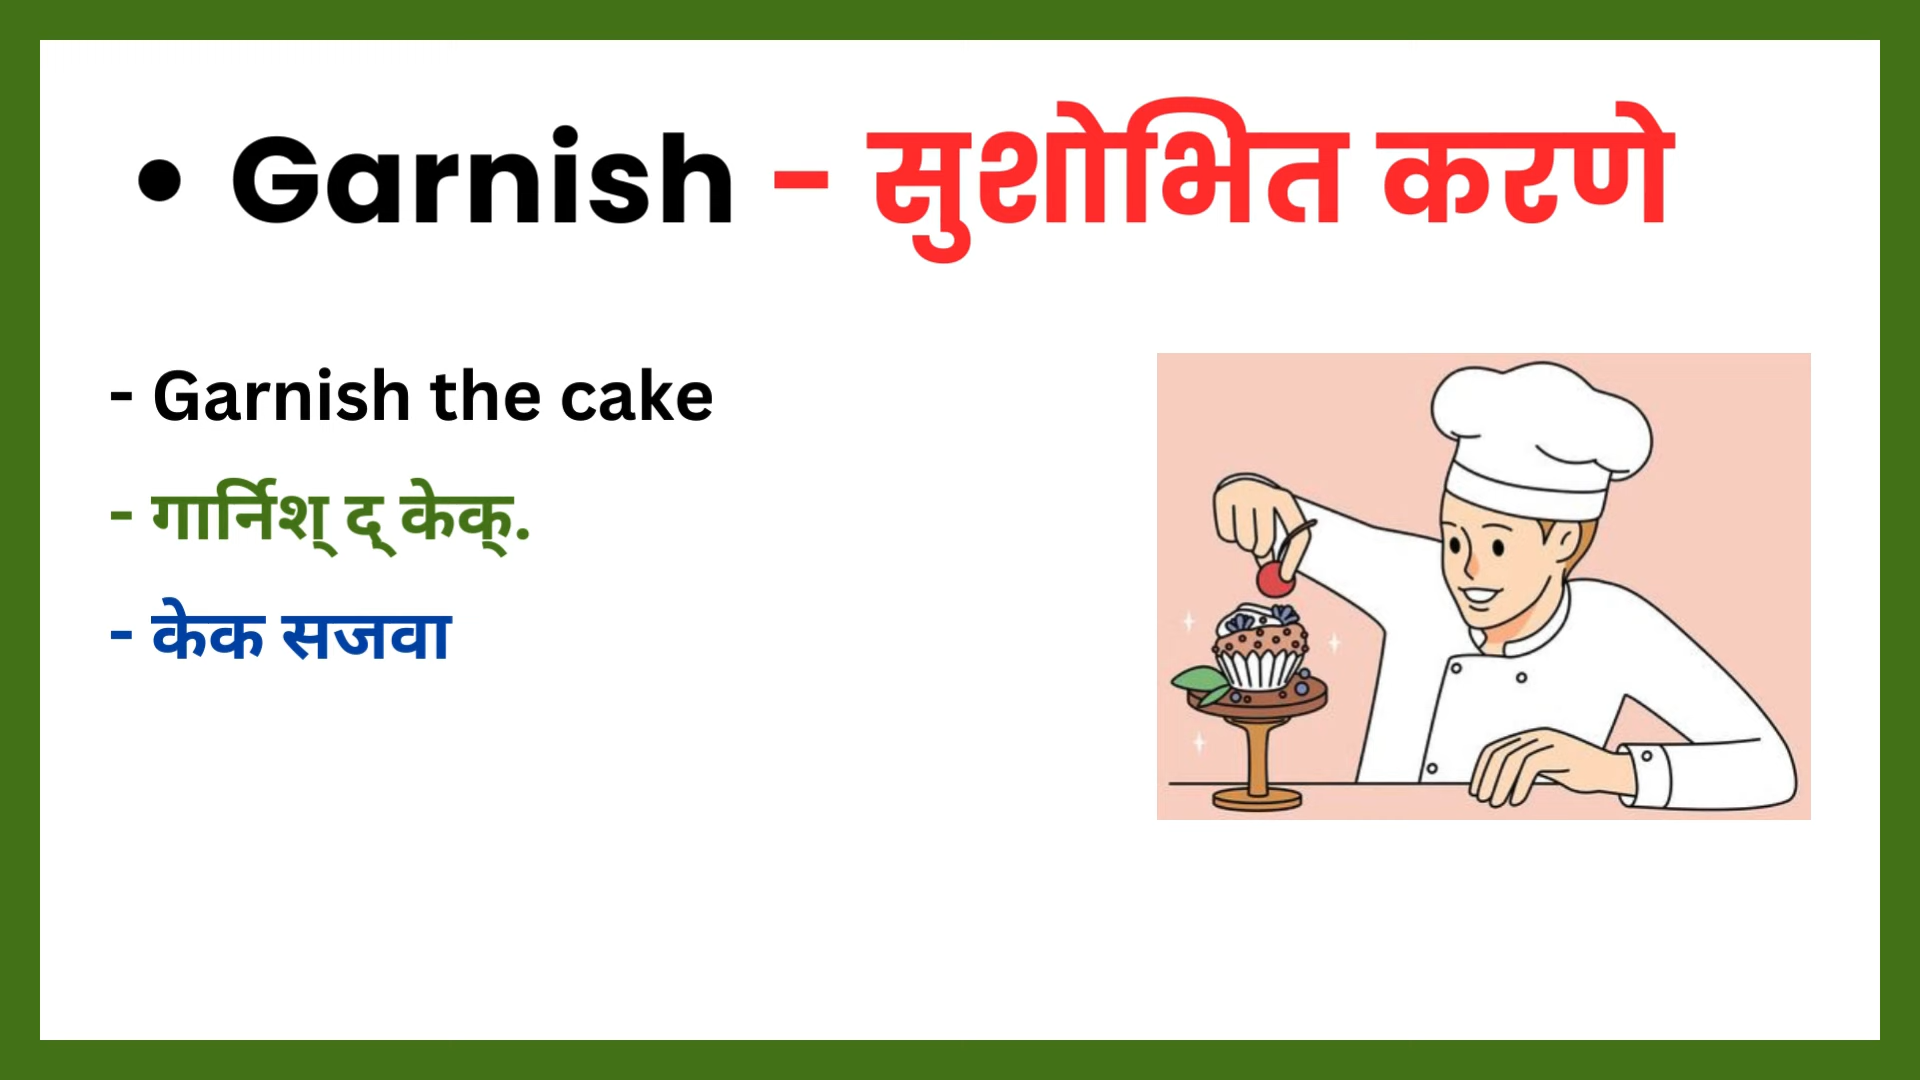 • Garnish - सुशोभित करणे
- Garnish the cake
- गार्निश् द् केक्.
- केक सजवा